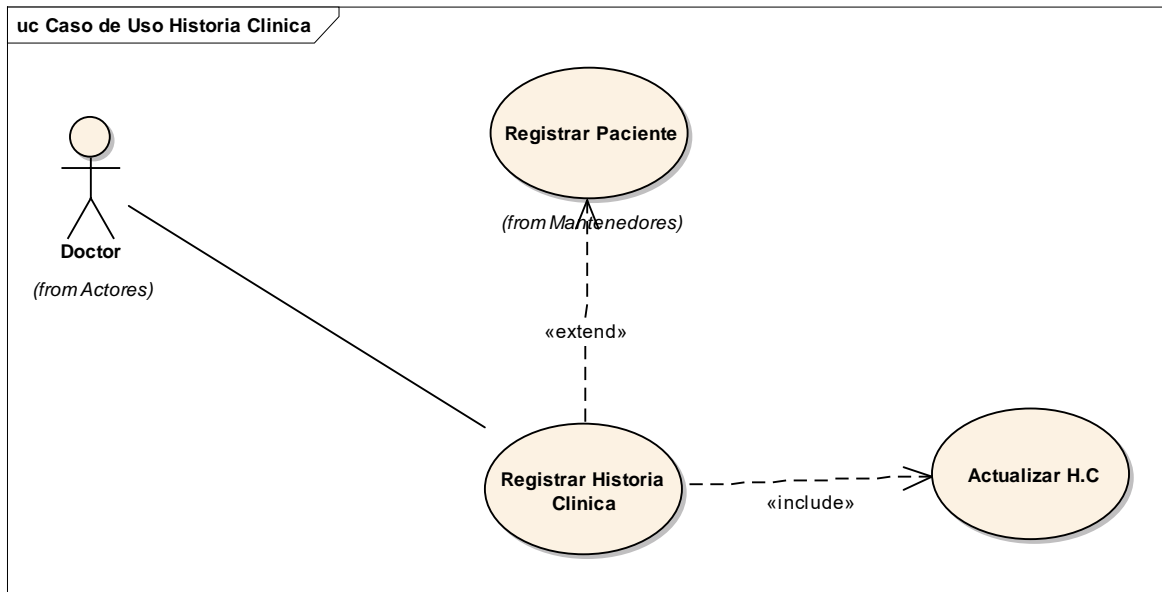 uc Caso de Uso Historia Clinica
Registrar Paciente
(from Mantenedores)
Doctor
(from Actores)
«extend»
Registrar Historia
Clinica
«include»
Actualizar H.C